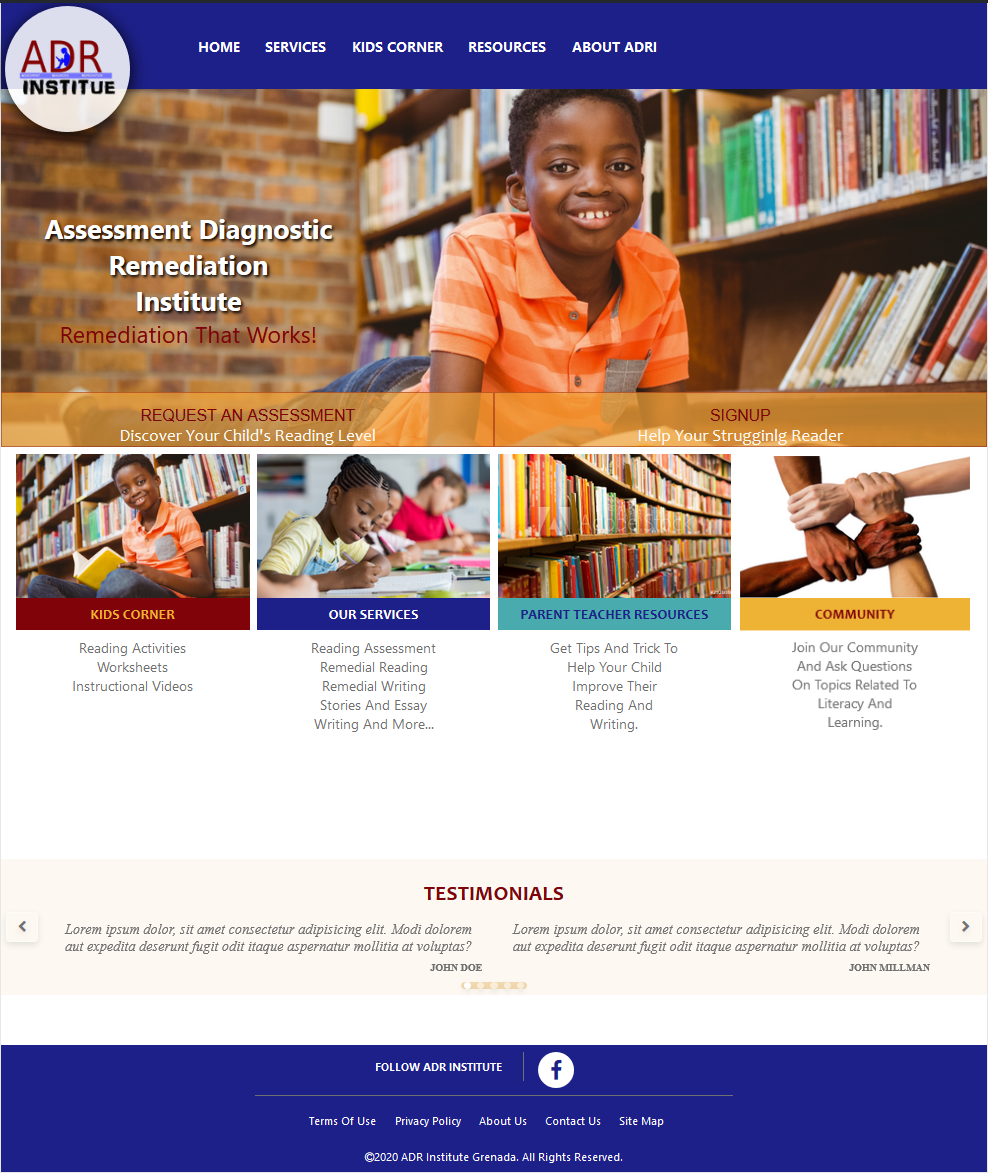 ADR
INSTITUE
HOME SERVICES KIDS CORNER RESOURCES ABOUT ADRI
Assessment Diagnostic
Remediation
Institute
Remediation That Works!
REQUEST AN ASSESSMENT
Discover Your Child's Reading Level
SIGNUP
Help Your Strugginlg Reader
KIDS CORNER
Reading Activities
Worksheets
Instructional Videos
OUR SERVICES
Reading Assessment
Remedial Reading
Remedial Writing
Stories And Essay
Writing And More...
PARENT TEACHER RESOURCES
Get Tips And Trick To
Help Your Child
Improve Their
Reading And
Writing.
COMMUNITY
Join Our Community
And Ask Questions
On Topics Related To
Literacy And
Learning.
TESTIMONIALS
Lorem ipsum dolor, sit amet consectetur adipisicing elit. Modi dolorem
aut expedita deserunt fugit odit itaque aspernatur mollitia at voluptas?
JOHN DOE
Lorem ipsum dolor, sit amet consectetur adipisicing elit. Modi dolorem
aut expedita deserunt fugit odit itaque aspernatur mollitia at voluptas?
JOHN MILLMAN
FOLLOW ADR INSTITUTE
Terms Of Use Privacy Policy About Us Contact Us Site Map
©2020 ADR Institute Grenada. All Rights Reserved.